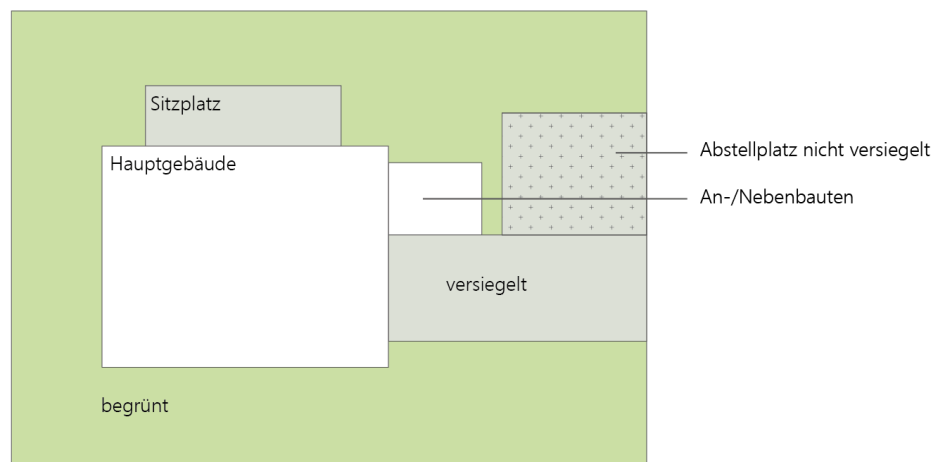 Sitzplatz
Hauptgebäude
Abstellplatz nicht versiegelt
An-/Nebenbauten
versiegelt
begrünt